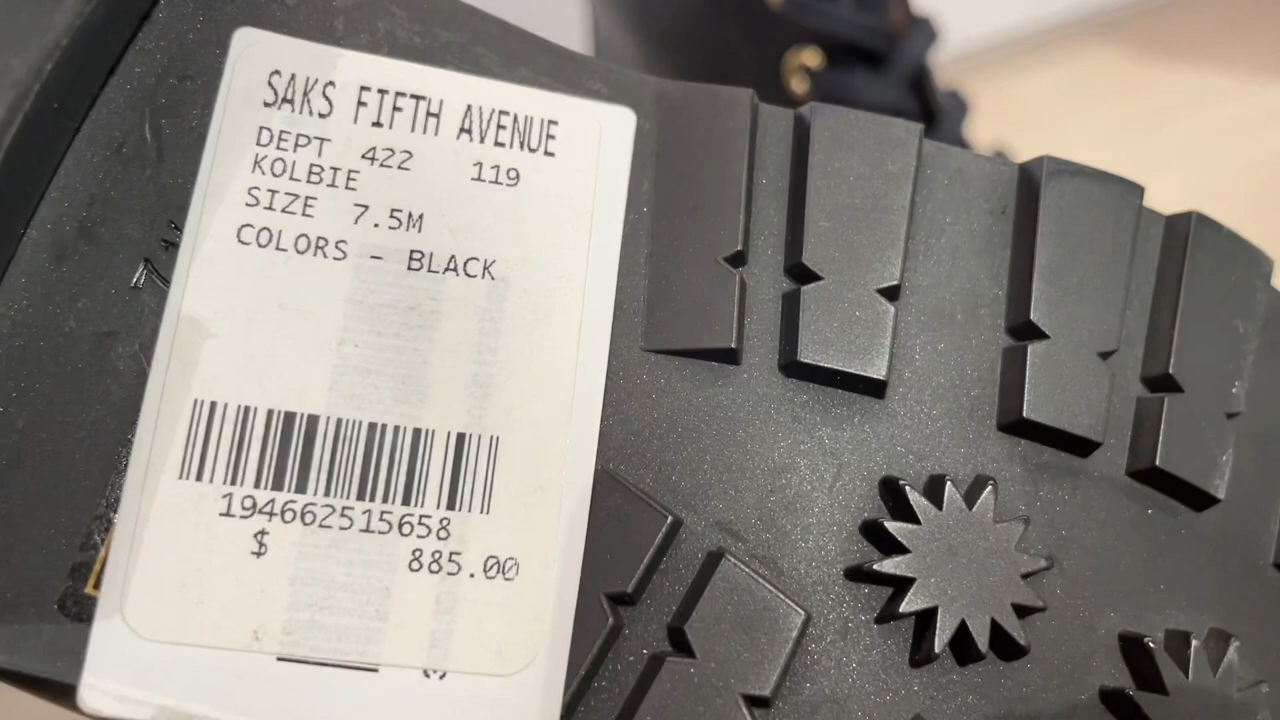 SAKS FIFTH AVENUE
DEPT 422 119
KOLBIE
SIZE 7.5M
COLORS - BLACK
194662515658
$ 885.00